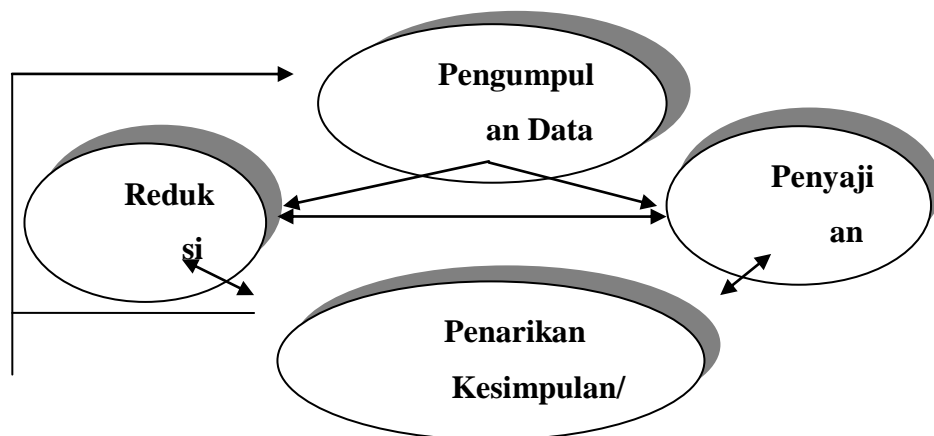 Pengumpul
an Data
Reduk
si
Penyaji
an
Penarikan
Kesimpulan/